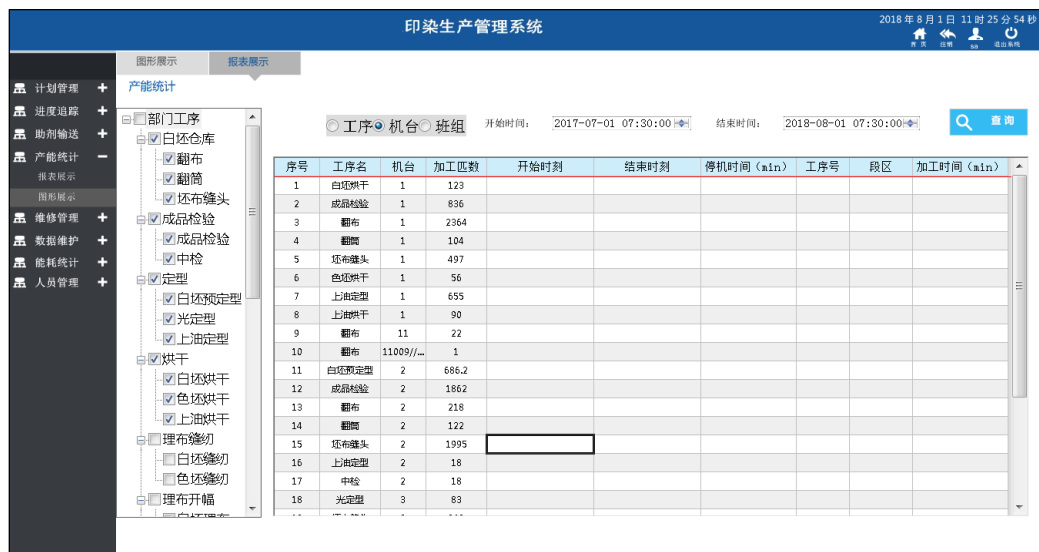 印染生产管理系统
2018年8月1日 11时25分54秒
首页 注销 sa 退出系统
图形展示 报表展示
产能统计
计划管理
进度追踪
助剂输送
产能统计
报表展示
图形展示
维修管理
数据维护
能耗统计
人员管理
部门工序
白坯仓库
翻布
翻筒
坯布缝头
成品检验
成品检验
中检
定型
白坯预定型
光定型
上油定型
烘干
白坯烘干
色坯烘干
上油烘干
理布缝纫
白坯缝纫
色坯缝纫
理布开幅
工序 机台 班组 开始时间: 2017-07-01 07:30:00 结束时间: 2018-08-01 07:30:00 查询
序号 工序名 机台 加工匹数 开始时刻 结束时刻 停机时间(min) 工序号 段区 加工时间(min)
1 白坯烘干 1 123
2 成品检验 1 836
3 翻布 1 2364
4 翻筒 1 104
5 坯布缝头 1 497
6 色坯烘干 1 56
7 上油定型 1 655
8 上油烘干 1 90
9 翻布 11 22
10 翻布 11009//… 1
11 白坯预定型 2 686.2
12 成品检验 2 1862
13 翻布 2 218
14 翻筒 2 122
15 坯布缝头 2 1995
16 上油定型 2 18
17 中检 2 18
18 光定型 3 83